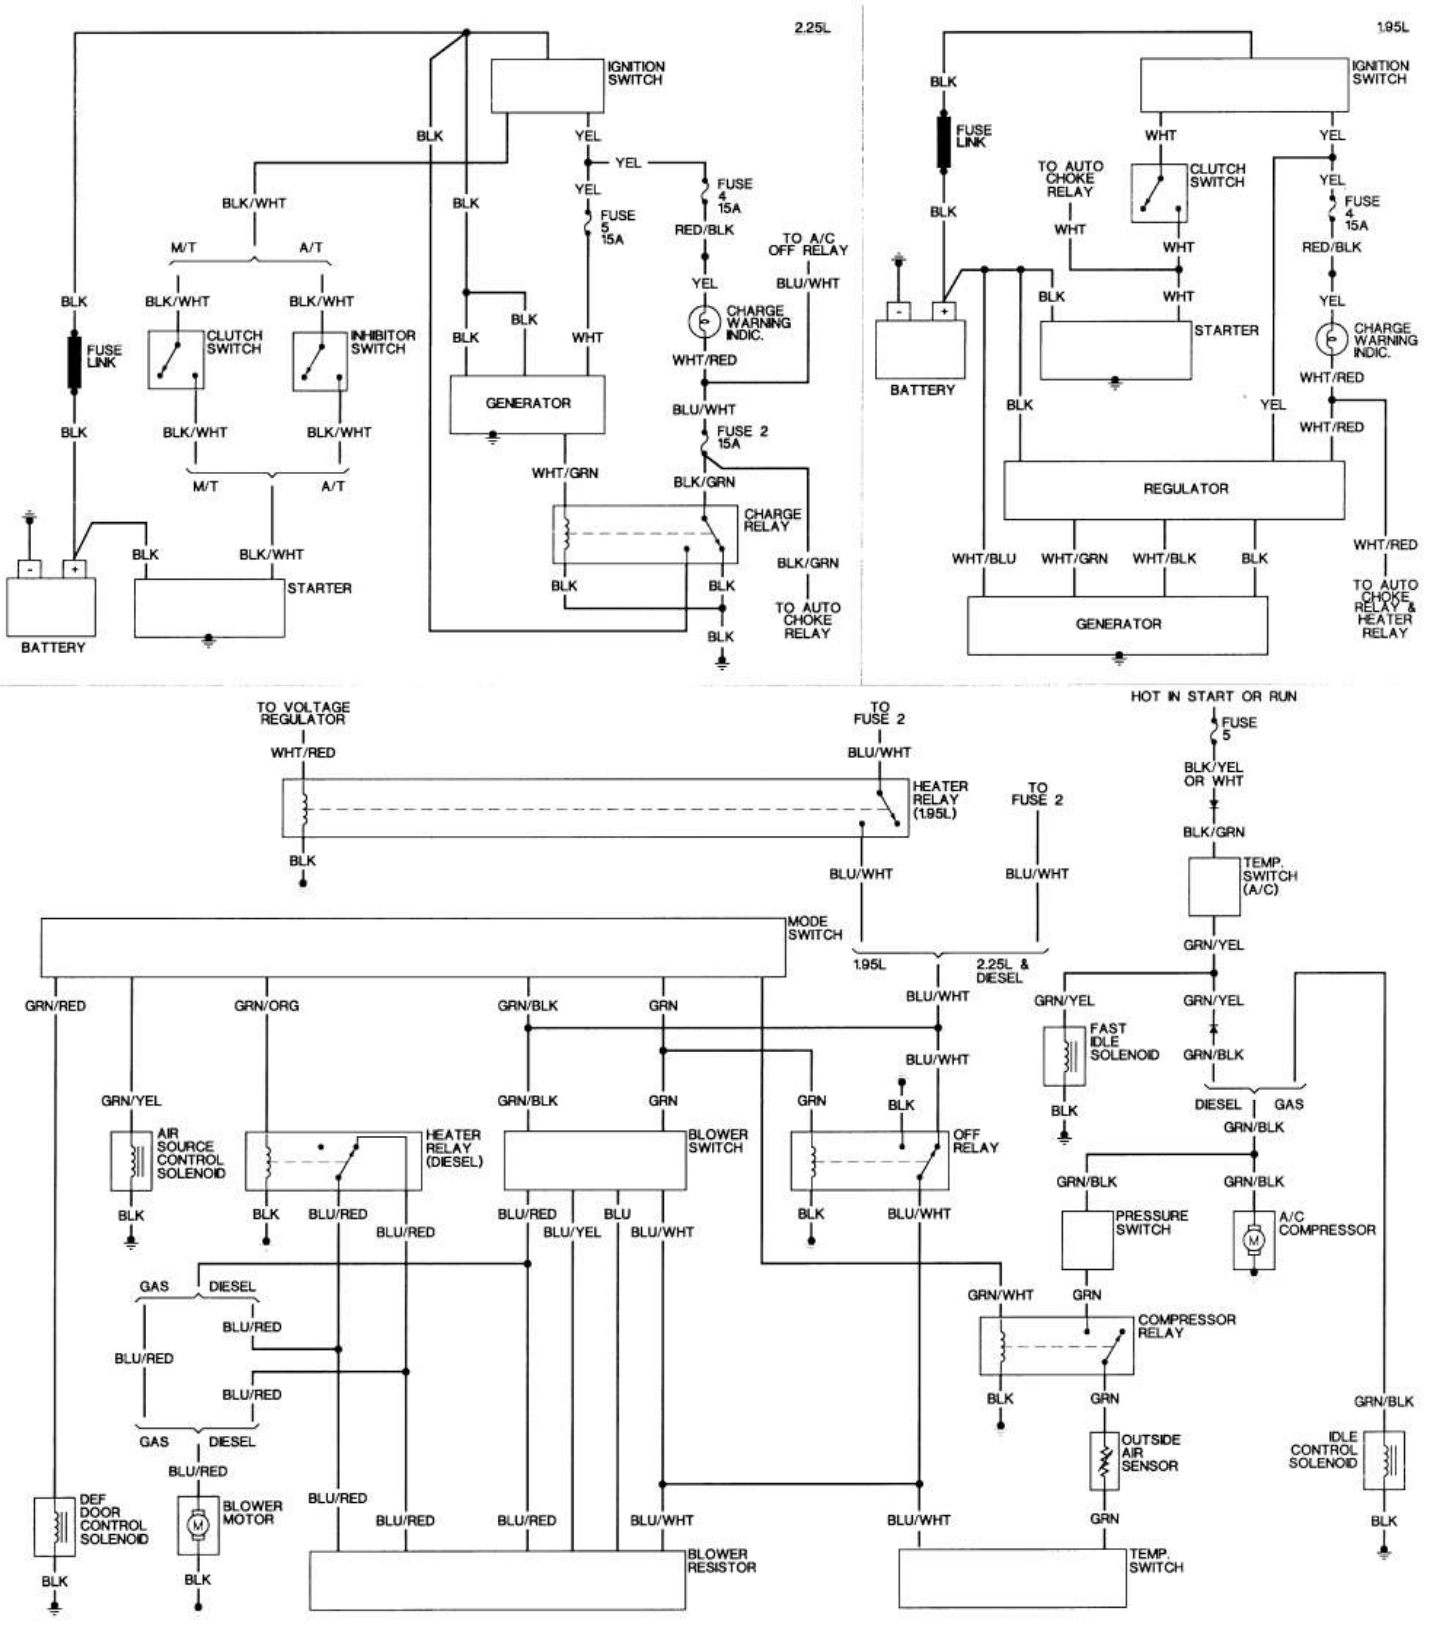 2.25L
IGNITION
SWITCH
BLK
YEL
YEL
YEL
FUSE
4
15A
BLK/WHT
BLK
FUSE
5
15A
RED/BLK
TO A/C
OFF RELAY
M/T
A/T
YEL
BLU/WHT
BLK
BLK/WHT
BLK/WHT
BLK
CHARGE
WARNING
INDIC.
FUSE
LINK
CLUTCH
SWITCH
INHIBITOR
SWITCH
BLK
WHT
WHT/RED
GENERATOR
BLU/WHT
BLK
BLK/WHT
BLK/WHT
FUSE 2
15A
M/T
A/T
WHT/GRN
BLK/GRN
CHARGE
RELAY
BLK
BLK/WHT
BLK/GRN
-
+
STARTER
BLK
BLK
TO AUTO
CHOKE
RELAY
BATTERY
BLK
1.95L
IGNITION
SWITCH
BLK
FUSE
LINK
WHT
YEL
TO AUTO
CHOKE
RELAY
CLUTCH
SWITCH
YEL
FUSE
4
15A
BLK
WHT
WHT
RED/BLK
BLK
WHT
YEL
-
+
STARTER
CHARGE
WARNING
INDIC.
BATTERY
WHT/RED
BLK
YEL
WHT/RED
REGULATOR
WHT/BLU
WHT/GRN
WHT/BLK
BLK
WHT/RED
GENERATOR
TO AUTO
CHOKE
RELAY &
HEATER
RELAY
TO VOLTAGE
REGULATOR
WHT/RED
TO
FUSE 2
BLU/WHT
HOT IN START OR RUN
FUSE
5
BLK/YEL
OR WHT
HEATER
RELAY
(1.95L)
TO
FUSE 2
BLK/GRN
BLK
BLU/WHT
BLU/WHT
TEMP.
SWITCH
(A/C)
MODE
SWITCH
GRN/YEL
1.95L
2.25L &
DIESEL
GRN/RED
GRN/ORG
GRN/BLK
GRN
BLU/WHT
GRN/YEL
GRN/YEL
FAST
IDLE
SOLENOID
BLU/WHT
GRN/BLK
GRN/YEL
GRN/BLK
GRN
GRN
BLK
BLK
DIESEL
GAS
AIR
SOURCE
CONTROL
SOLENOID
HEATER
RELAY
(DIESEL)
BLOWER
SWITCH
OFF
RELAY
GRN/BLK
GRN/BLK
GRN/BLK
BLK
BLK
BLU/RED
BLU/RED
BLU/RED
BLU/YEL
BLU
BLU/WHT
BLK
BLU/WHT
PRESSURE
SWITCH
M
A/C
COMPRESSOR
GAS
DIESEL
GRN/WHT
GRN
BLU/RED
COMPRESSOR
RELAY
BLU/RED
BLU/RED
BLK
GRN
GRN/BLK
GAS
DIESEL
OUTSIDE
AIR
SENSOR
IDLE
CONTROL
SOLENOID
BLU/RED
DEF
DOOR
CONTROL
SOLENOID
M
BLOWER
MOTOR
BLU/RED
BLU/RED
BLU/RED
BLU/WHT
BLU/WHT
GRN
BLK
BLK
BLK
BLOWER
RESISTOR
TEMP.
SWITCH